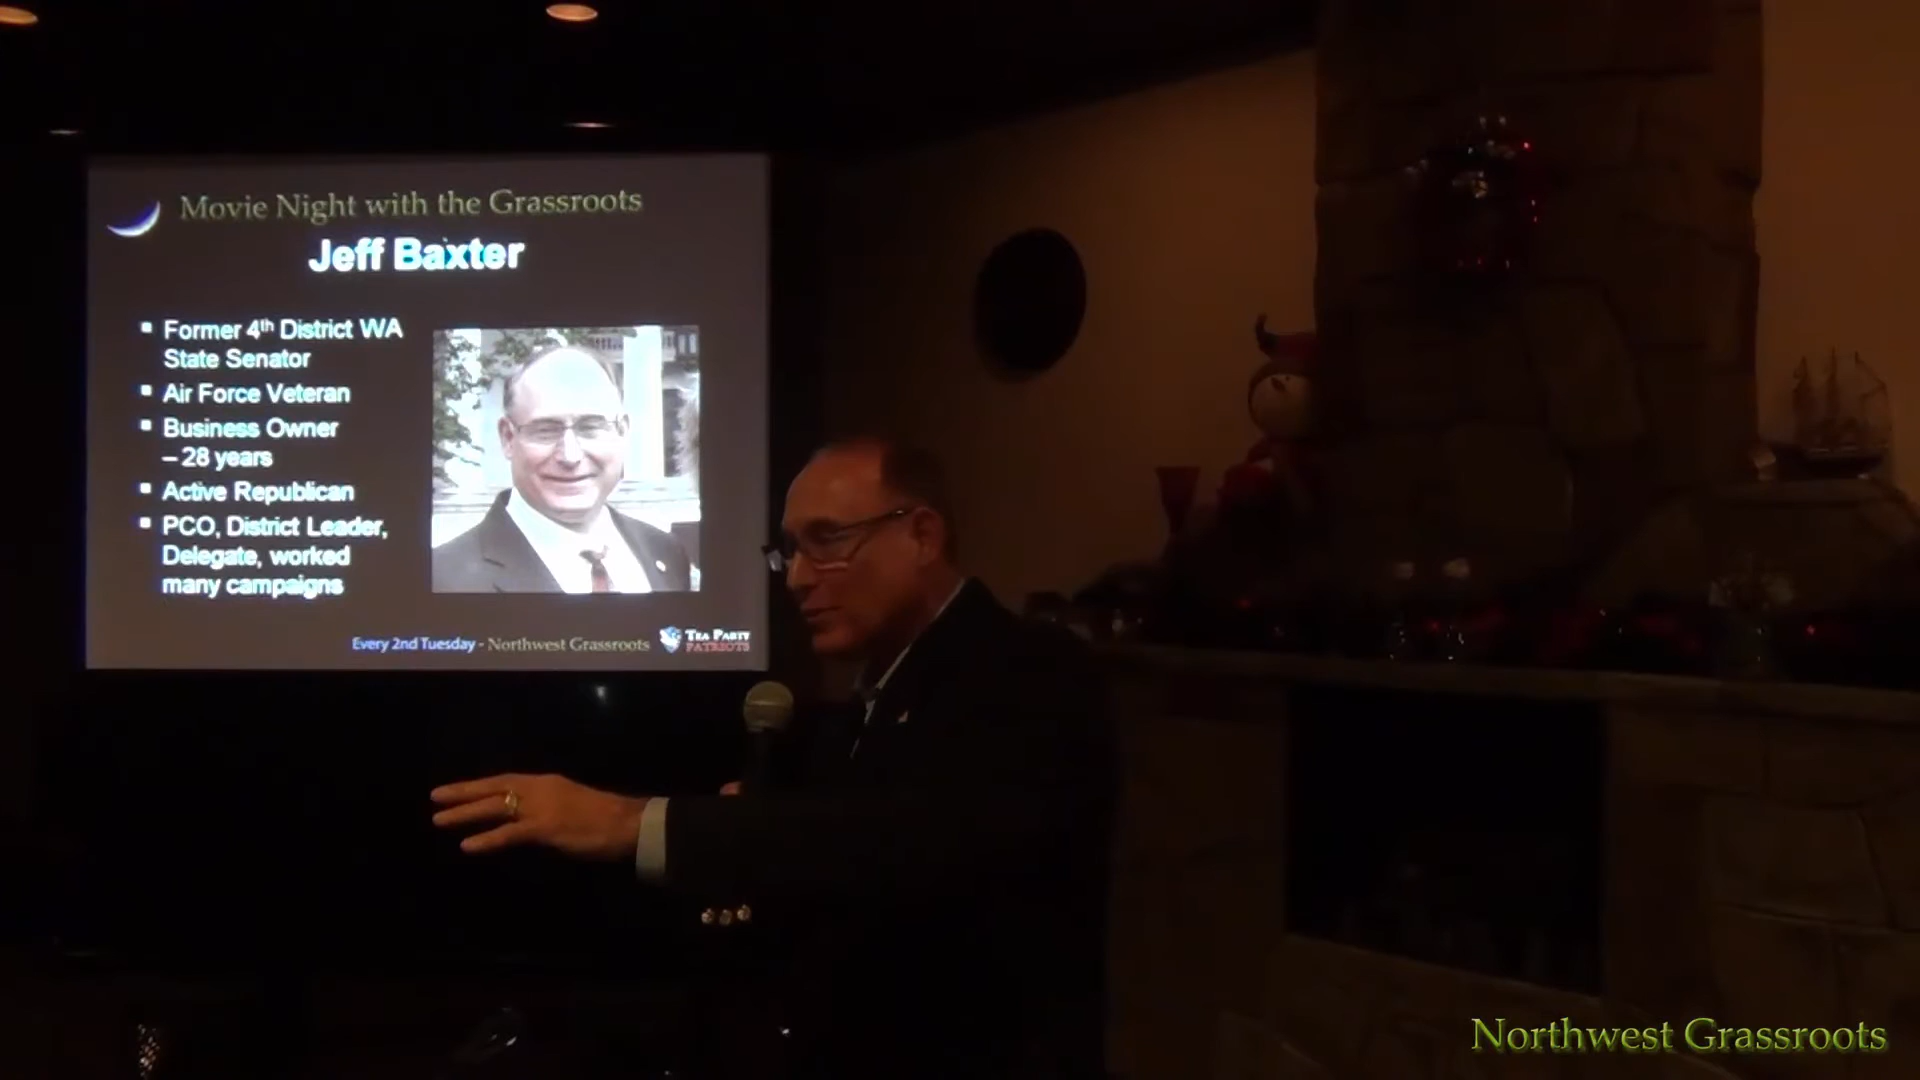 Movie Night with the Grassroots
Jeff Baxter
Former 4th District WA
State Senator
Air Force Veteran
Business Owner
– 28 years
Active Republican
PCO, District Leader,
Delegate, worked
many campaigns
Every 2nd Tuesday - Northwest Grassroots
TEA PARTY
PATRIOTS
Northwest Grassroots